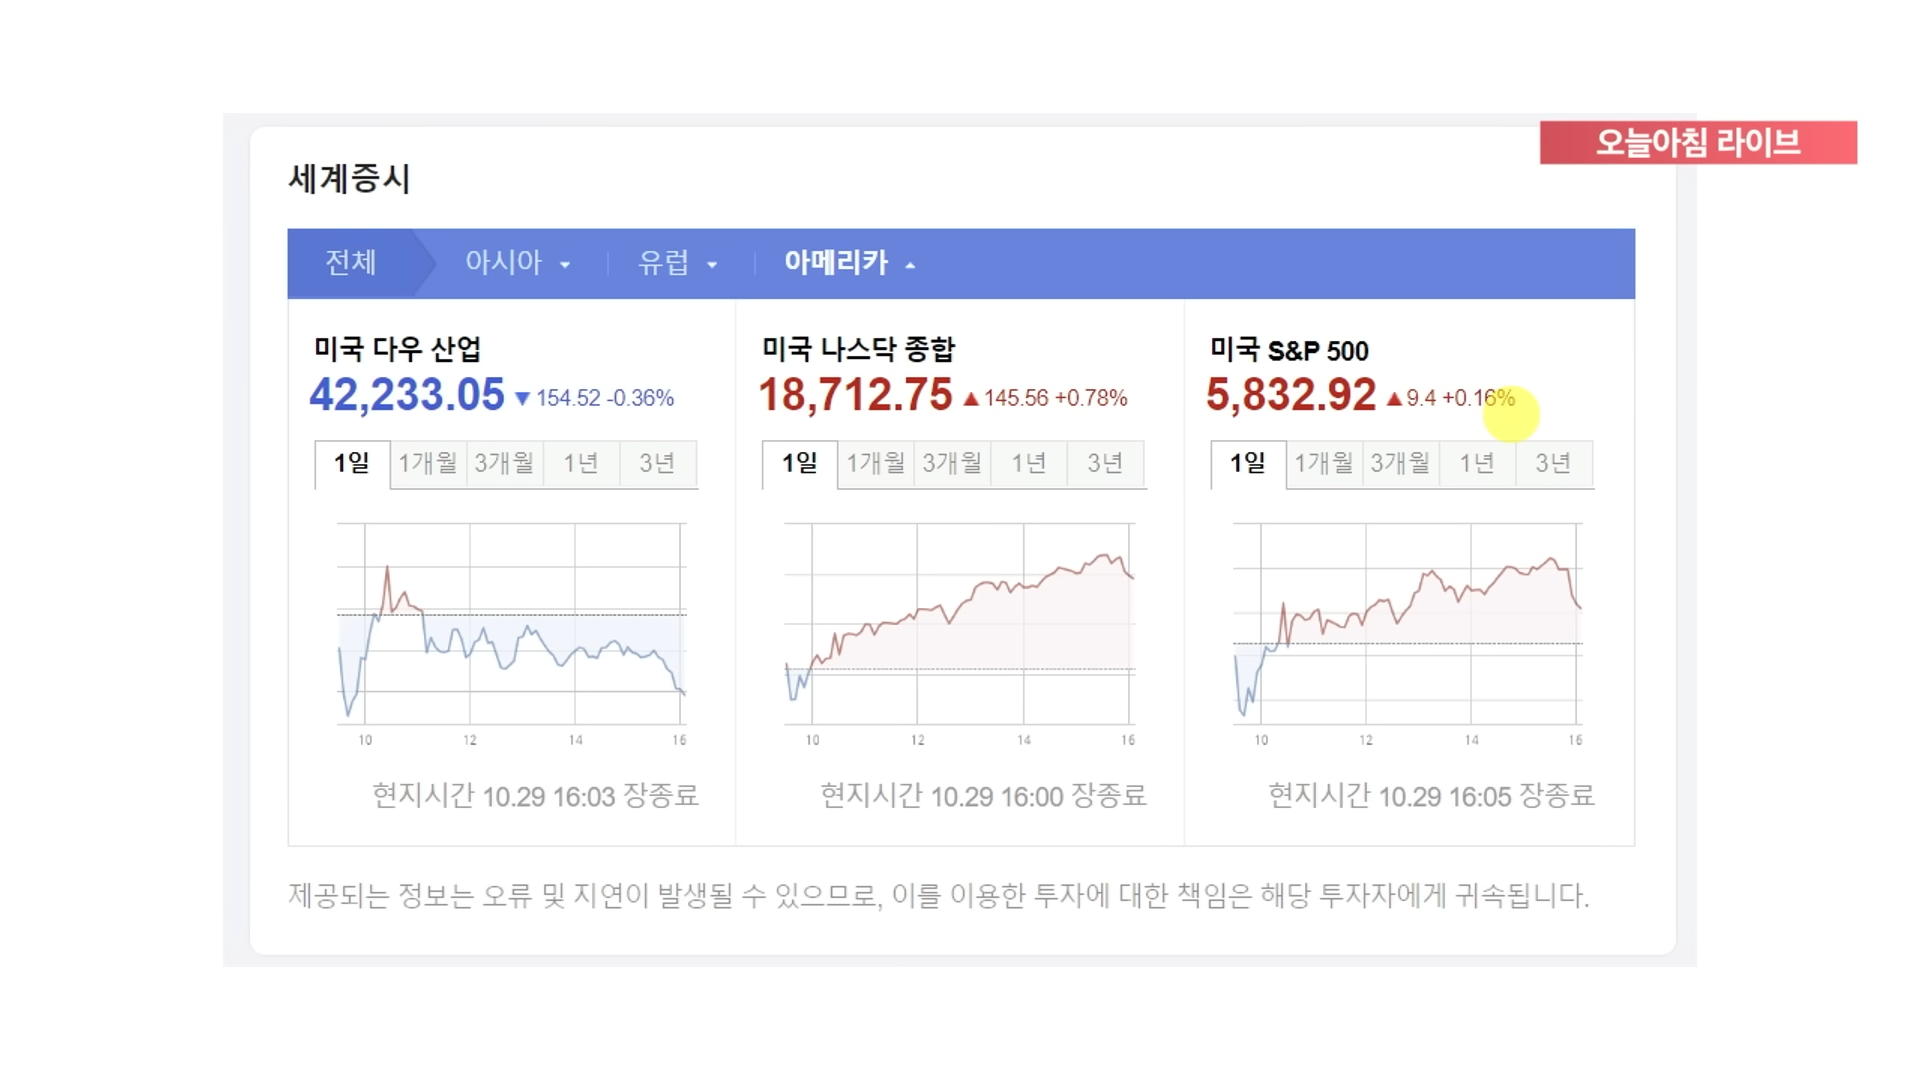 오늘아침 라이브
세계증시
전체 아시아 유럽 아메리카
미국 다우 산업
42,233.05 ▼ 154.52 -0.36%
1일 1개월 3개월 1년 3년
10 12 14 16
현지시간 10.29 16:03 장종료
미국 나스닥 종합
18,712.75 ▲ 145.56 +0.78%
1일 1개월 3개월 1년 3년
10 12 14 16
현지시간 10.29 16:00 장종료
미국 S&P 500
5,832.92 ▲ 9.4 +0.16%
1일 1개월 3개월 1년 3년
10 12 14 16
현지시간 10.29 16:05 장종료
제공되는 정보는 오류 및 지연이 발생될 수 있으므로, 이를 이용한 투자에 대한 책임은 해당 투자자에게 귀속됩니다.